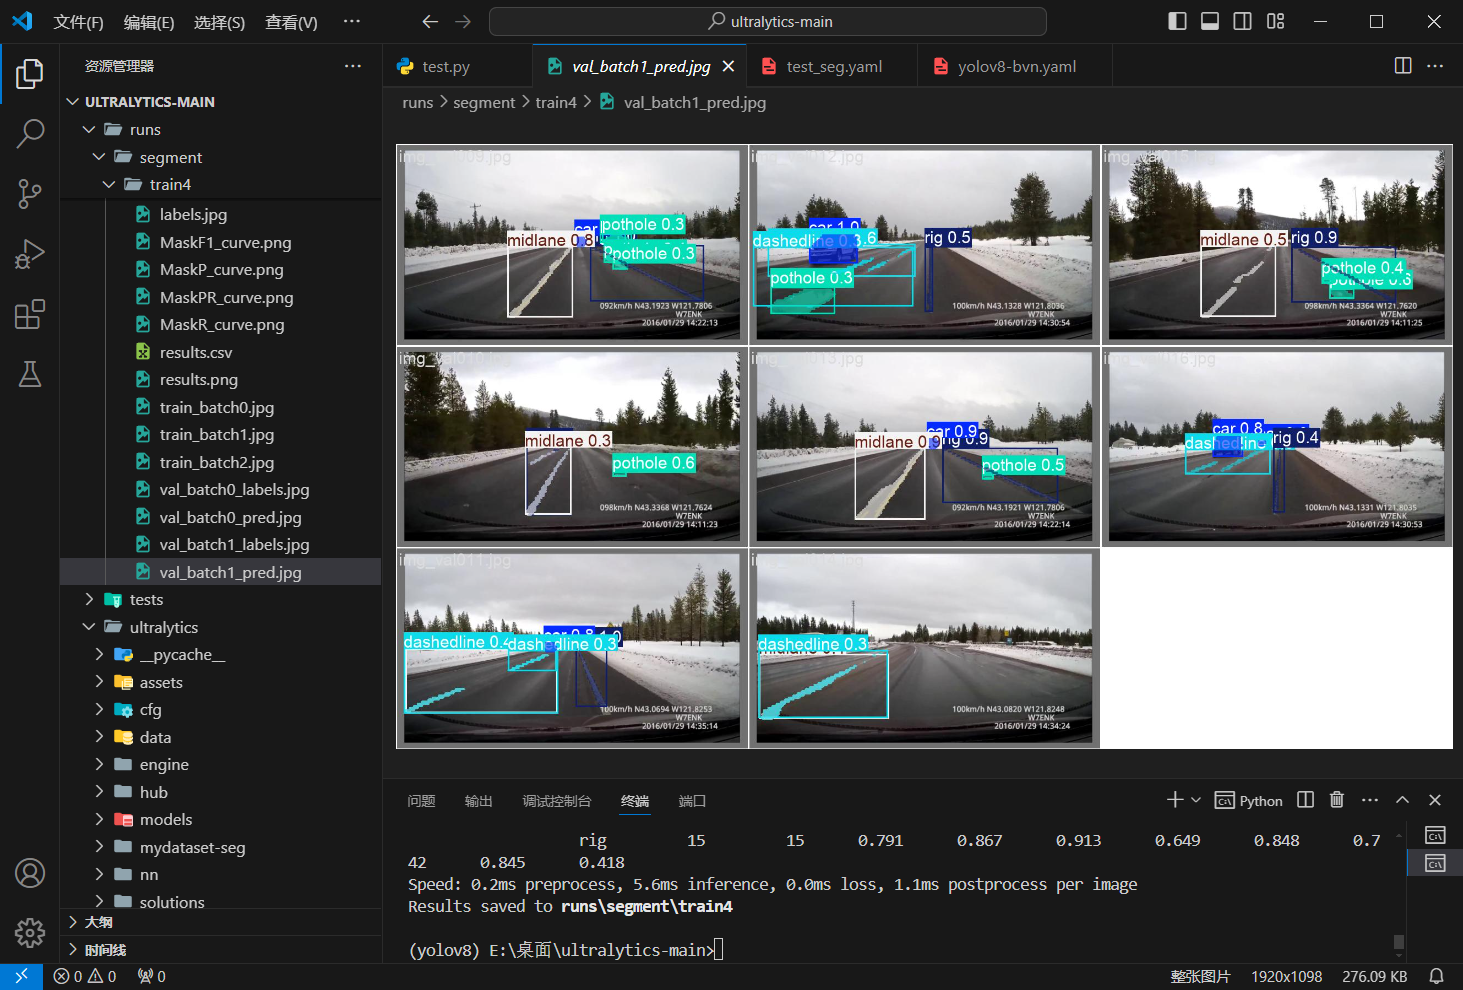 文件(F) 编辑(E) 选择(S) 查看(V) ··· ultralytics-main
资源管理器
ULTRALYTICS-MAIN
runs
segment
train4
labels.jpg
MaskF1_curve.png
MaskP_curve.png
MaskPR_curve.png
MaskR_curve.png
results.csv
results.png
train_batch0.jpg
train_batch1.jpg
train_batch2.jpg
val_batch0_labels.jpg
val_batch0_pred.jpg
val_batch1_labels.jpg
val_batch1_pred.jpg
tests
ultralytics
__pycache__
assets
cfg
data
engine
hub
models
mydataset-seg
nn
solutions
大纲
时间线
test.py val_batch1_pred.jpg test_seg.yaml yolov8-bvn.yaml
runs > segment > train4 > val_batch1_pred.jpg
midlane 0.8
car
pothole 0.3
pothole 0.3
092km/h N43.1923 W121.7806
W7ENK
2016/01/29 14:22:13
car 1.0
dashedline 0.3
rig 0.5
pothole 0.3
100km/h N43.1328 W121.8036
W7ENK
2016/01/29 14:30:54
midlane 0.5
rig 0.9
pothole 0.4
098km/h N43.3364 W121.7620
W7ENK
2016/01/29 14:11:25
midlane 0.3
pothole 0.6
098km/h N43.3368 W121.7624
W7ENK
2016/01/29 14:11:23
midlane 0.9
car 0.9
rig 0.9
pothole 0.5
092km/h N43.1921 W121.7806
W7ENK
2016/01/29 14:22:14
car 0.8
dashedline
rig 0.4
100km/h N43.1331 W121.8035
W7ENK
2016/01/29 14:30:53
img_val011.jpg
dashedline 0.4
dashedline 0.3
100km/h N43.0694 W121.8253
W7ENK
2016/01/29 14:35:14
dashedline 0.3
100km/h N43.0820 W121.8248
W7ENK
2016/01/29 14:34:24
问题 输出 调试控制台 终端 端口 Python
rig 15 15 0.791 0.867 0.913 0.649 0.848 0.7
42 0.845 0.418
Speed: 0.2ms preprocess, 5.6ms inference, 0.0ms loss, 1.1ms postprocess per image
Results saved to runs\segment\train4
(yolov8) E:\桌面\ultralytics-main>
0 0 0 整张图片 1920x1098 276.09 KB